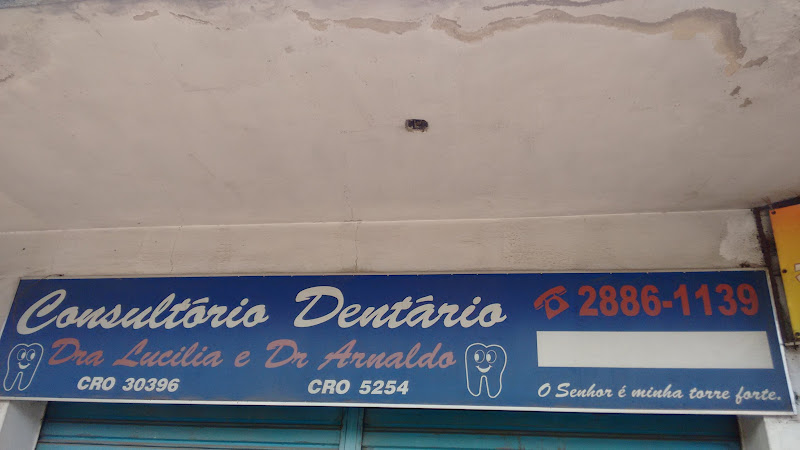 Consultório Dentário
Dra Lucilia e Dr Arnaldo
CRO 30396 CRO 5254
2886-1139
O Senhor é minha torre forte.